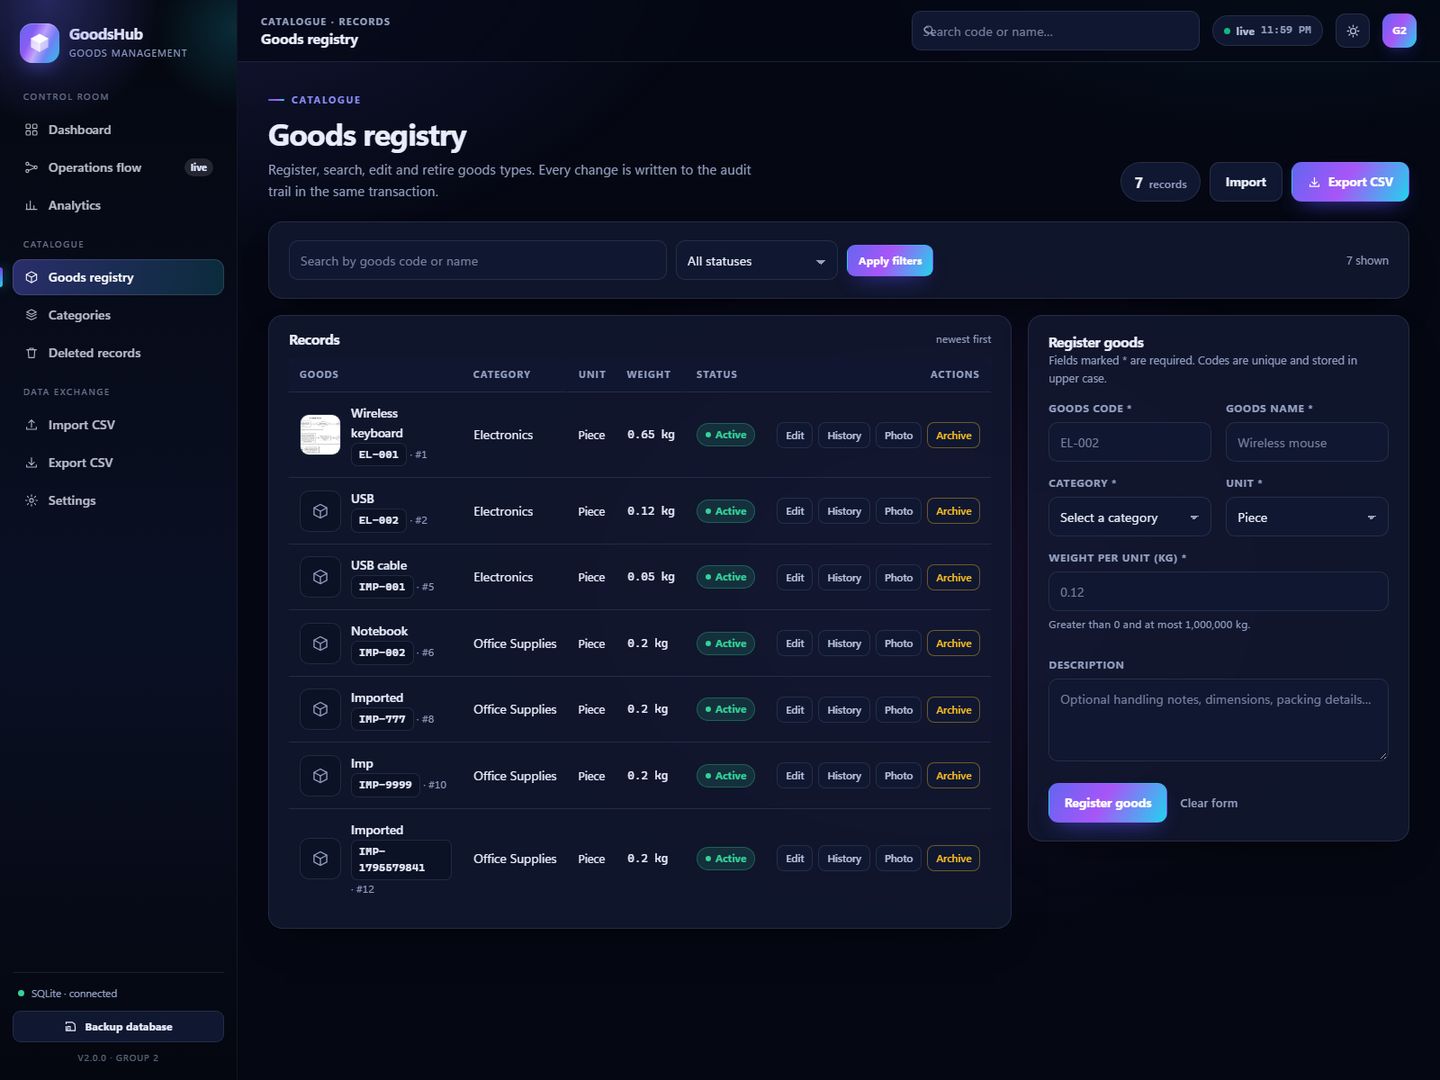 GoodsHub
GOODS MANAGEMENT
CONTROL ROOM
Dashboard
Operations flow live
Analytics
CATALOGUE
Goods registry
Categories
Deleted records
DATA EXCHANGE
Import CSV
Export CSV
Settings
SQLite · connected
Backup database
V2.0.0 · GROUP 2
CATALOGUE · RECORDS
Goods registry
Search code or name...
live 11:59 PM
G2
CATALOGUE
Goods registry
Register, search, edit and retire goods types. Every change is written to the audit
trail in the same transaction.
7 records
Import
Export CSV
Search by goods code or name
All statuses
Apply filters
7 shown
Records
newest first
GOODS CATEGORY UNIT WEIGHT STATUS ACTIONS
Wireless
keyboard
EL-001 · #1
Electronics Piece 0.65 kg Active Edit History Photo Archive
USB
EL-002 · #2
Electronics Piece 0.12 kg Active Edit History Photo Archive
USB cable
IMP-001 · #5
Electronics Piece 0.05 kg Active Edit History Photo Archive
Notebook
IMP-002 · #6
Office Supplies Piece 0.2 kg Active Edit History Photo Archive
Imported
IMP-777 · #8
Office Supplies Piece 0.2 kg Active Edit History Photo Archive
Imp
IMP-9999 · #10
Office Supplies Piece 0.2 kg Active Edit History Photo Archive
Imported
IMP-
1795579841
· #12
Office Supplies Piece 0.2 kg Active Edit History Photo Archive
Register goods
Fields marked * are required. Codes are unique and stored in
upper case.
GOODS CODE * GOODS NAME *
EL-002 Wireless mouse
CATEGORY * UNIT *
Select a category Piece
WEIGHT PER UNIT (KG) *
0.12
Greater than 0 and at most 1,000,000 kg.
DESCRIPTION
Optional handling notes, dimensions, packing details...
Register goods Clear form